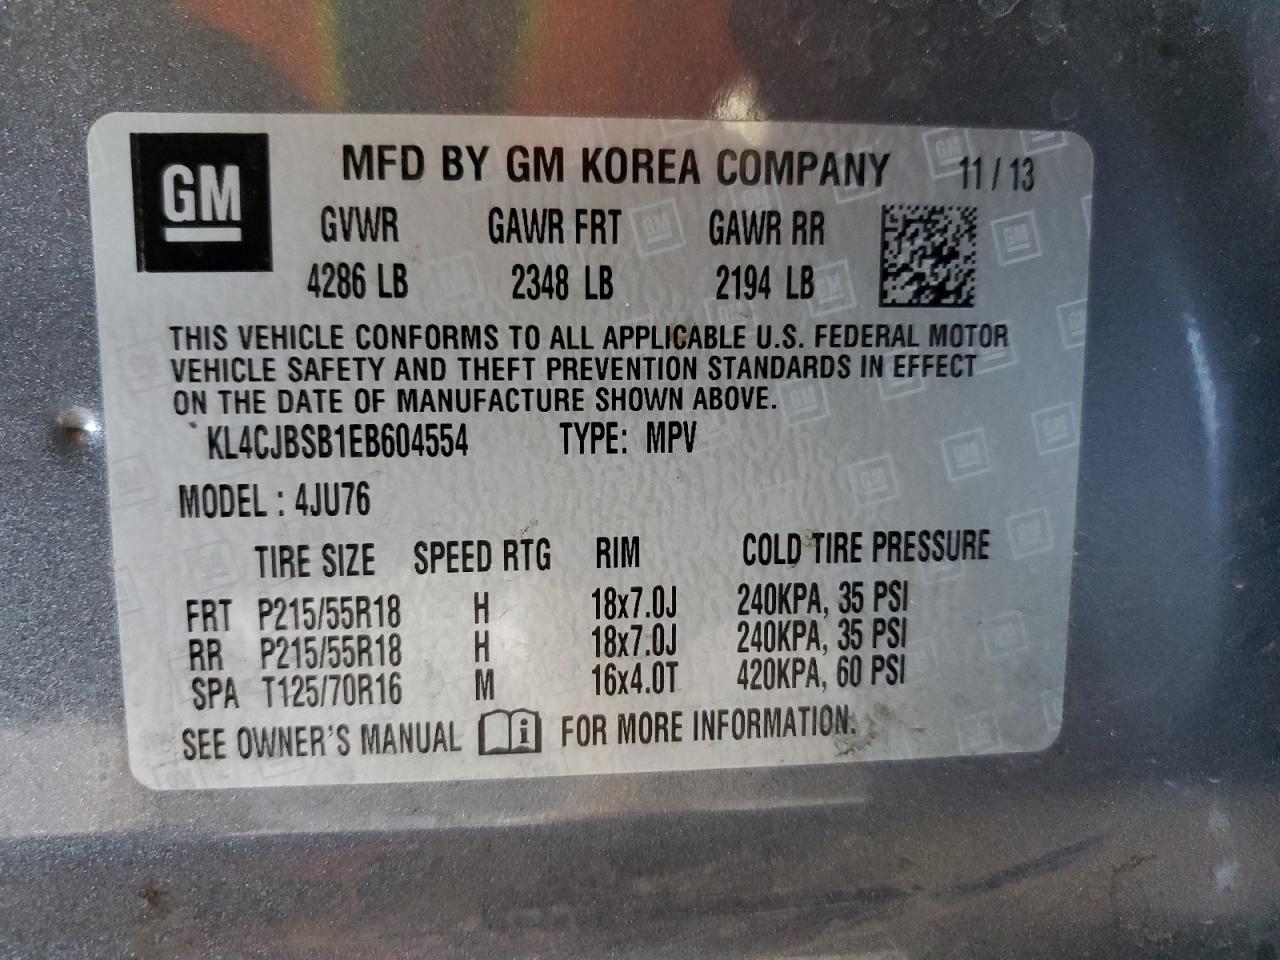 GM
MFD BY GM KOREA COMPANY 11 / 13
GVWR GAWR FRT GAWR RR
4286 LB 2348 LB 2194 LB
THIS VEHICLE CONFORMS TO ALL APPLICABLE U.S. FEDERAL MOTOR
VEHICLE SAFETY AND THEFT PREVENTION STANDARDS IN EFFECT
ON THE DATE OF MANUFACTURE SHOWN ABOVE.
KL4CJBSB1EB604554 TYPE: MPV
MODEL : 4JU76
TIRE SIZE SPEED RTG RIM COLD TIRE PRESSURE
FRT P215/55R18 H 18x7.0J 240KPA, 35 PSI
RR P215/55R18 H 18x7.0J 240KPA, 35 PSI
SPA T125/70R16 M 16x4.0T 420KPA, 60 PSI
SEE OWNER'S MANUAL i FOR MORE INFORMATION.